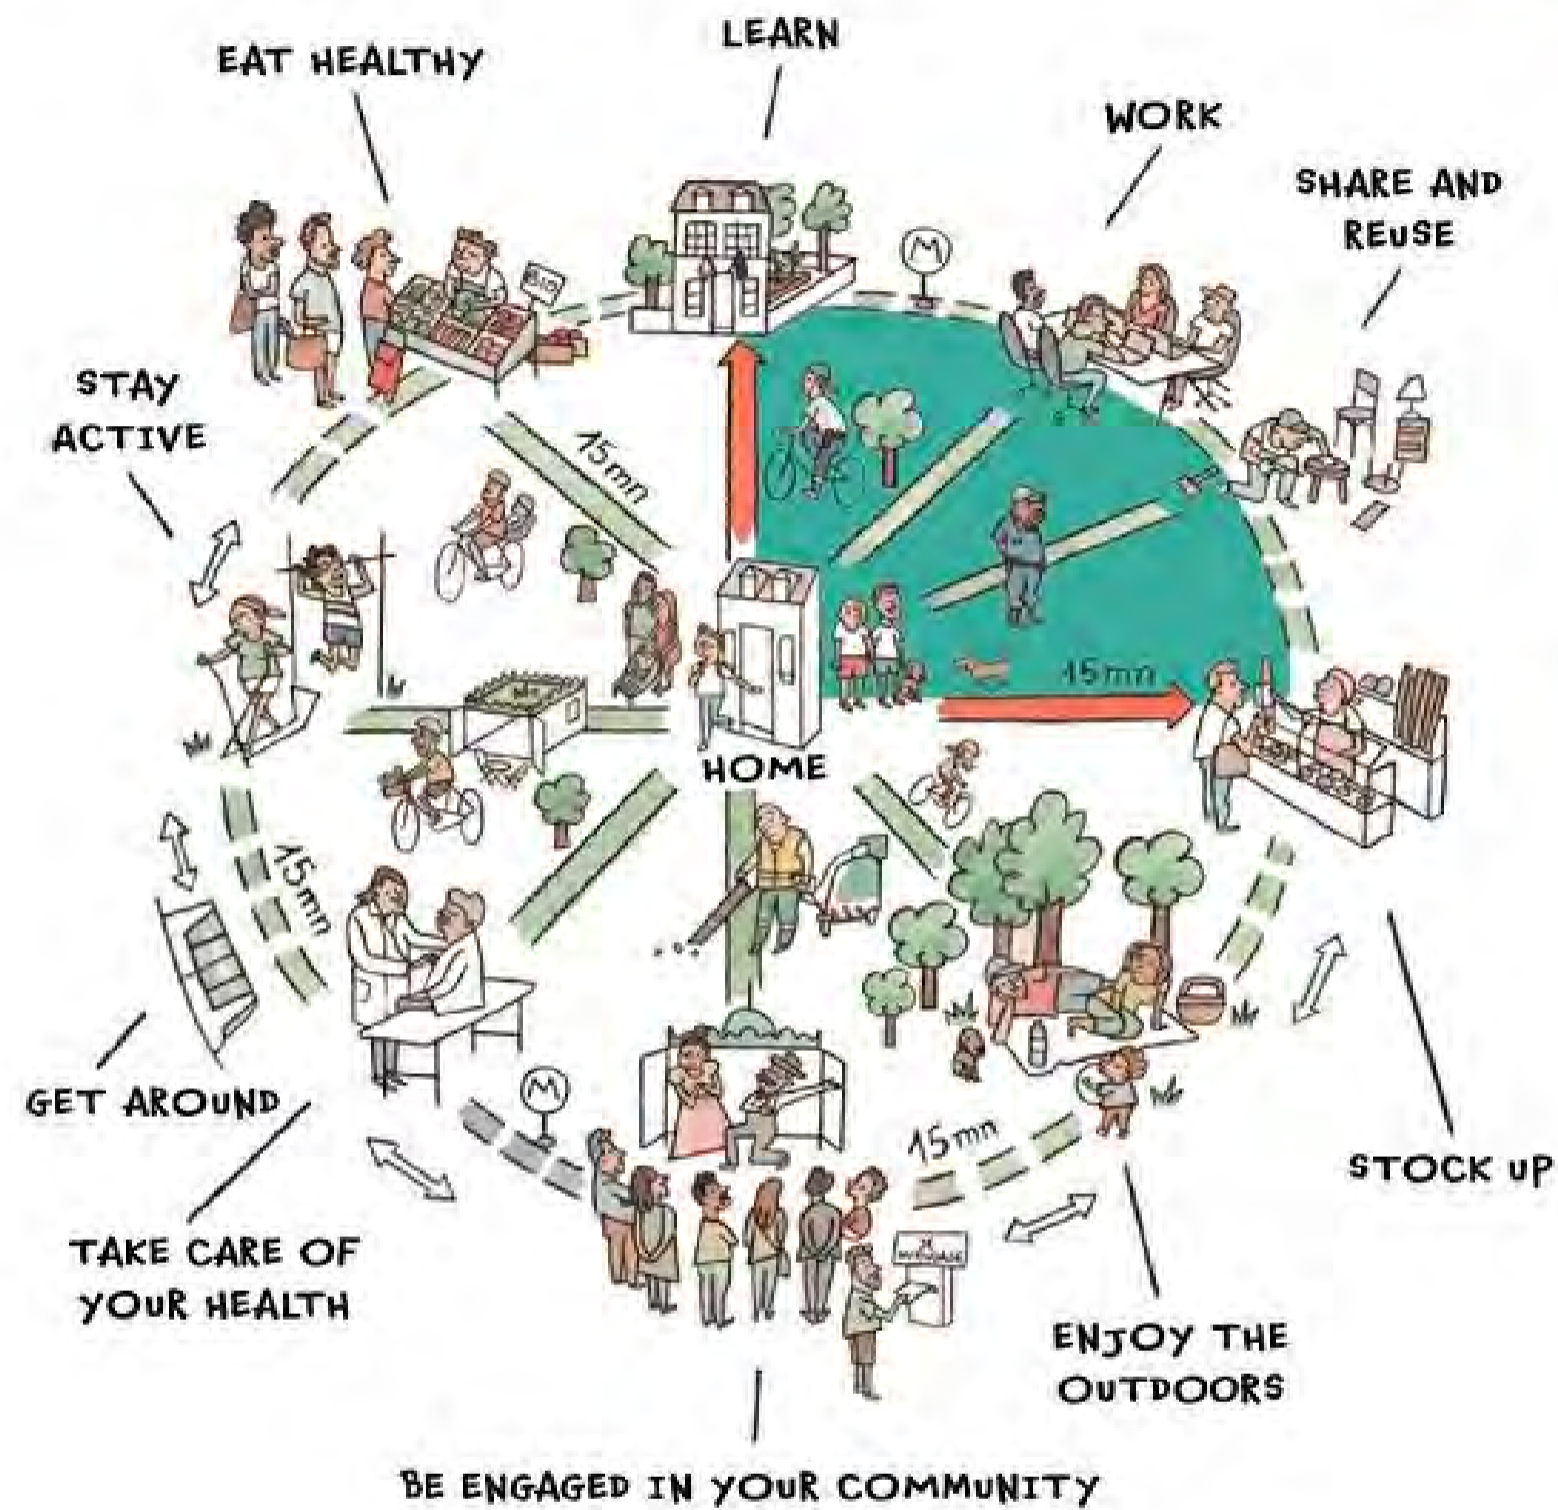 LEARN
EAT HEALTHY
WORK
SHARE AND
REUSE
M
BIO
STAY
ACTIVE
15mn
15mn
HOME
15mn
GET AROUND
M
15mn
STOCK UP
TAKE CARE OF
YOUR HEALTH
ENJOY THE
OUTDOORS
BE ENGAGED IN YOUR COMMUNITY